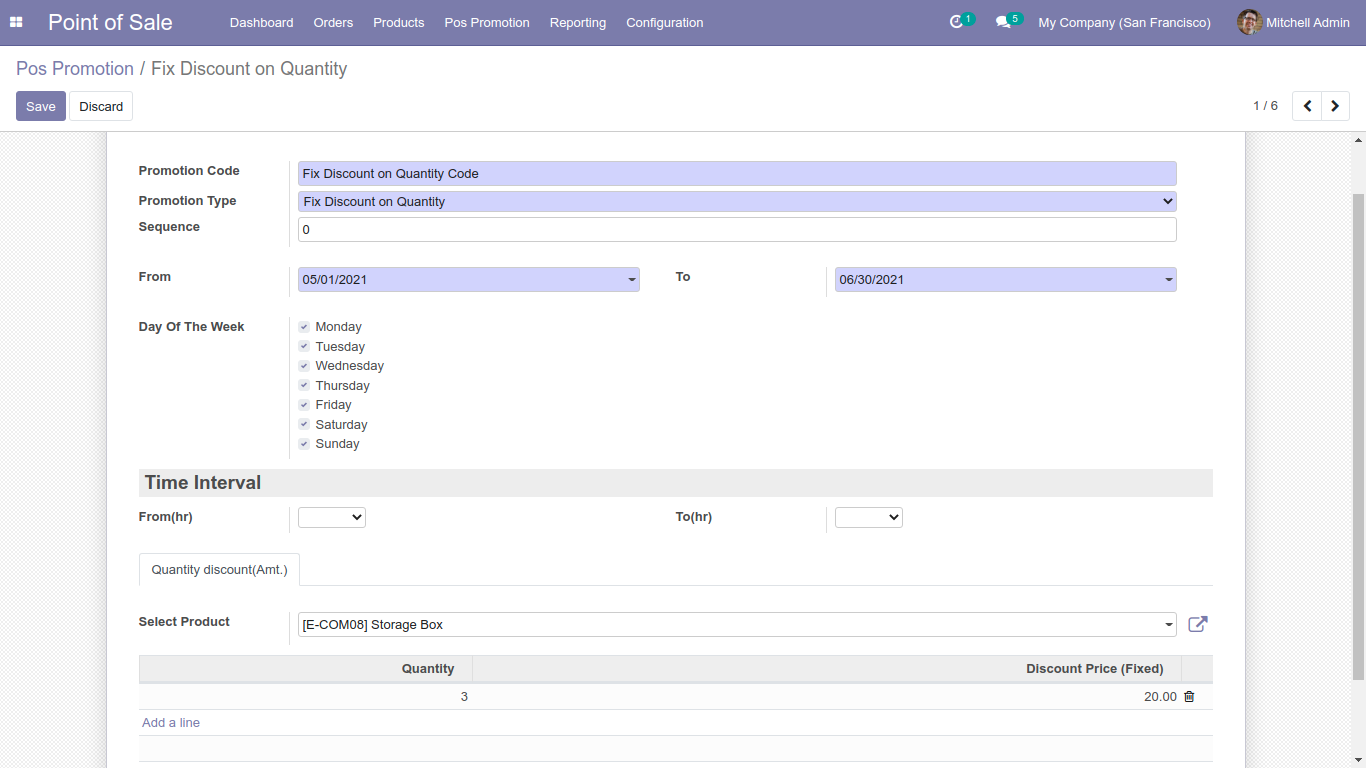 Point of Sale Dashboard Orders Products Pos Promotion Reporting Configuration 1 5 My Company (San Francisco) Mitchell Admin
Pos Promotion / Fix Discount on Quantity
Save Discard 1 / 6
Promotion Code Fix Discount on Quantity Code
Promotion Type Fix Discount on Quantity
Sequence 0
From 05/01/2021 To 06/30/2021
Day Of The Week Monday
Tuesday
Wednesday
Thursday
Friday
Saturday
Sunday
Time Interval
From(hr) To(hr)
Quantity discount(Amt.)
Select Product [E-COM08] Storage Box
Quantity Discount Price (Fixed)
3 20.00
Add a line